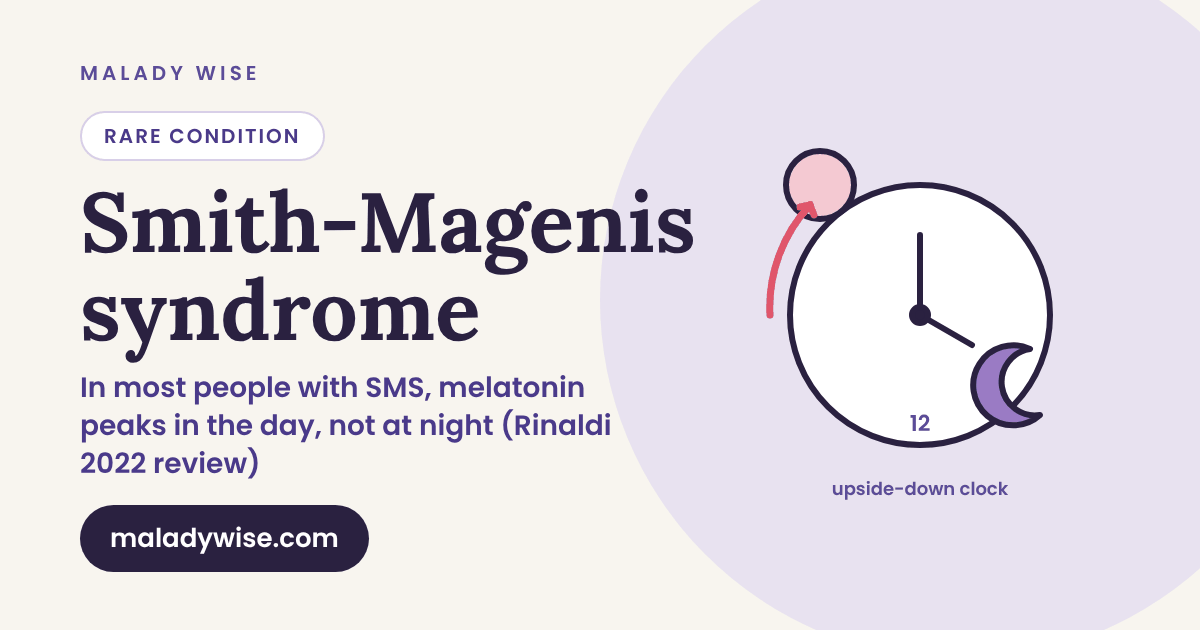 MALADY WISE
RARE CONDITION
Smith-Magenis
syndrome
In most people with SMS, melatonin
peaks in the day, not at night (Rinaldi
2022 review)
maladywise.com
12
upside-down clock